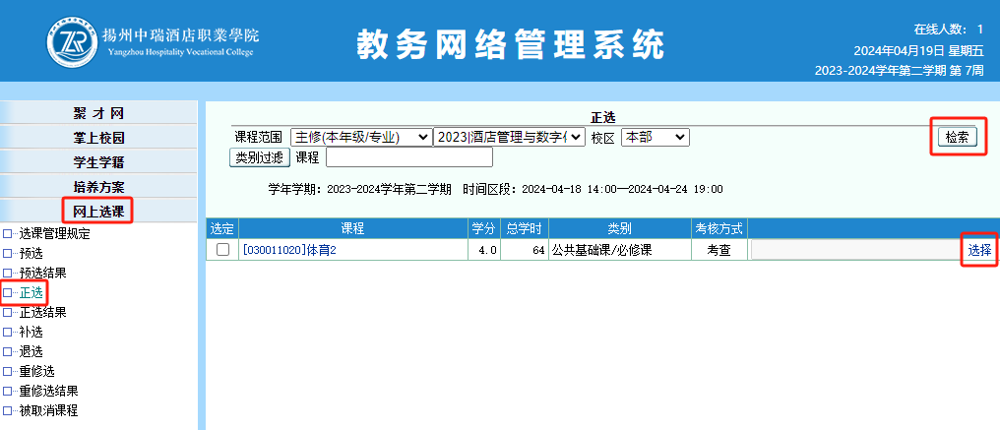 揚州中瑞酒店职業學院
Yangzhou Hospitality Vocational College
教务网络管理系统
在线人数： 1
2024年04月19日 星期五
2023-2024学年第二学期 第 7周
聚 才 网
掌上校园
学生学籍
培养方案
网上选课
选课管理规定
预选
预选结果
正选
正选结果
补选
退选
重修选
重修选结果
被取消课程
正选
课程范围 主修(本年级/专业) 2023|酒店管理与数字化 校区 本部 检索
类别过滤 课程
学年学期：2023-2024学年第二学期 时间区段：2024-04-18 14:00—2024-04-24 19:00
选定 课程 学分 总学时 类别 考核方式
[030011020]体育2 4.0 64 公共基础课/必修课 考查 选择